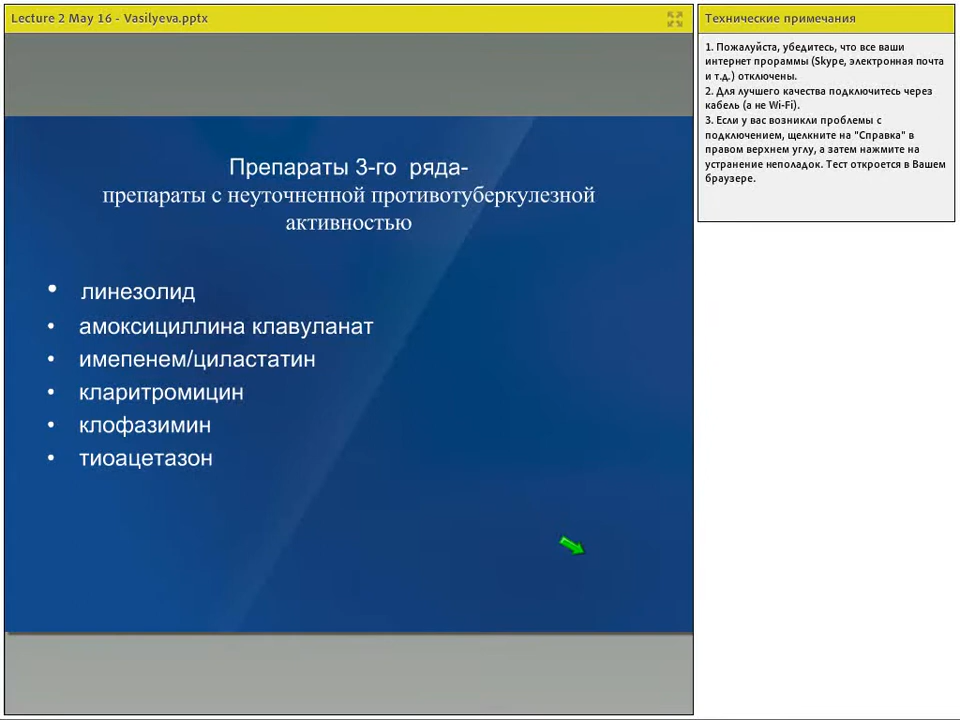 Lecture 2 May 16 - Vasilyeva.pptx
Препараты 3-го ряда-
препараты с неуточненной противотуберкулезной
активностью
• линезолид
• амоксициллина клавуланат
• имепенем/циластатин
• кларитромицин
• клофазимин
• тиоацетазон
Технические примечания
1. Пожалуйста, убедитесь, что все ваши
интернет прораммы (Skype, электронная почта
и т.д.) отключены.
2. Для лучшего качества подключитесь через
кабель (а не Wi-Fi).
3. Если у вас возникли проблемы с
подключением, щелкните на "Справка" в
правом верхнем углу, а затем нажмите на
устранение неполадок. Тест откроется в Вашем
браузере.